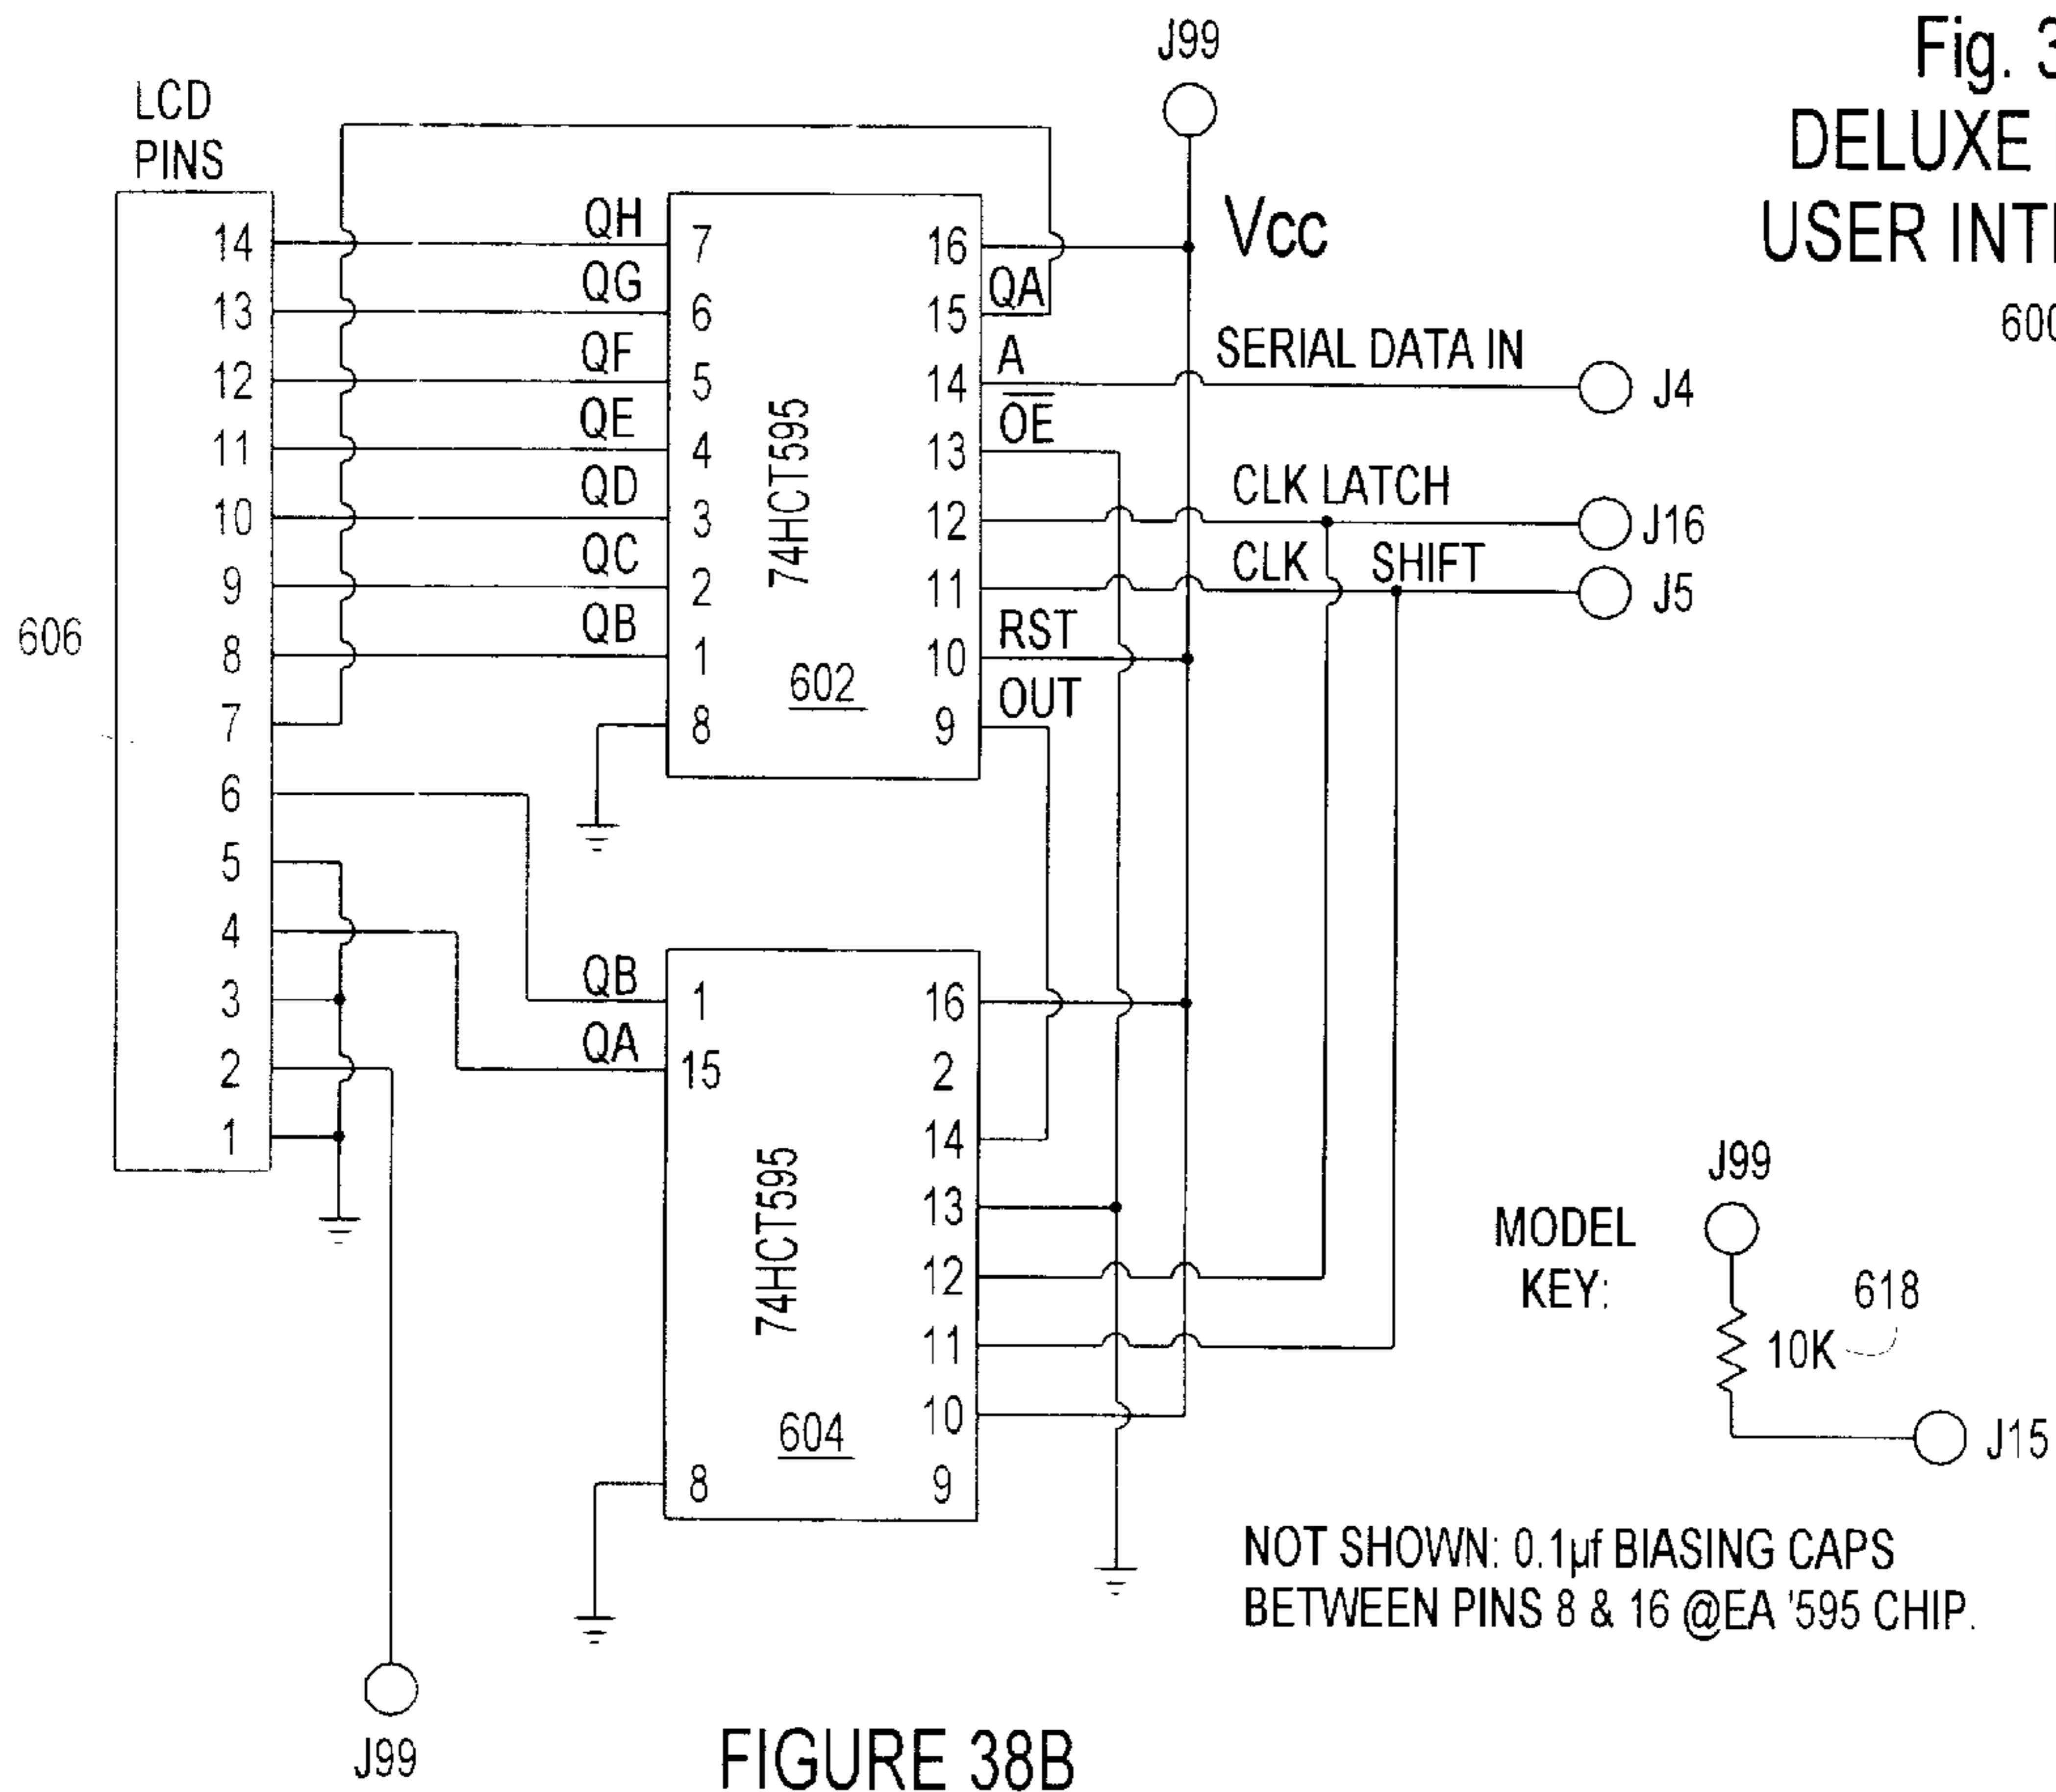 J99
Fig. 3
DELUXE
USER INT
600
LCD
PINS
606
14
13
12
11
10
9
8
7
6
5
4
3
2
1
QH
QG
QF
QE
QD
QC
QB
7
6
5
4
3
2
1
8
74HCT595
602
16
15
14
13
12
11
10
9
QA
A
OE
RST
OUT
Vcc
SERIAL DATA IN
J4
CLK LATCH
J16
CLK SHIFT
J5
QB
QA
1
15
8
74HCT595
604
16
2
14
13
12
11
10
9
MODEL
KEY:
J99
618
10K
J15
NOT SHOWN: 0.1µf BIASING CAPS
BETWEEN PINS 8 & 16 @EA '595 CHIP.
J99
FIGURE 38B